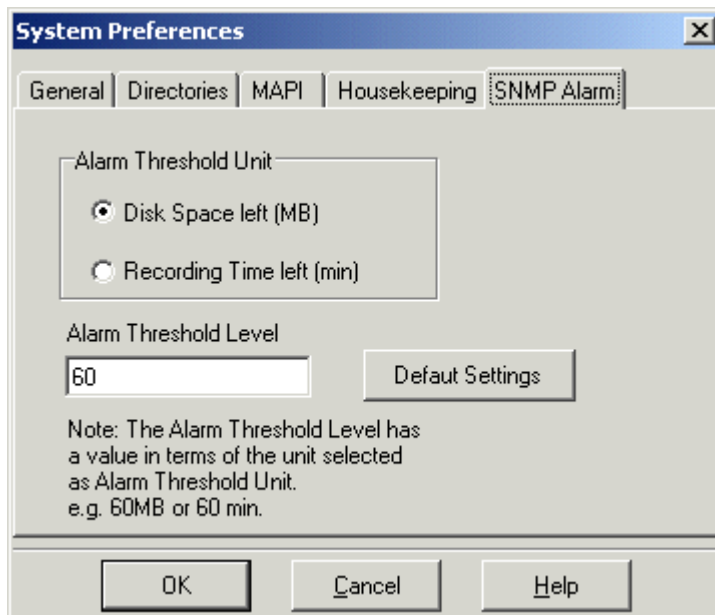 System Preferences
General Directories MAPI Housekeeping SNMP Alarm
Alarm Threshold Unit
Disk Space left (MB)
Recording Time left (min)
Alarm Threshold Level
60
Defaut Settings
Note: The Alarm Threshold Level has
a value in terms of the unit selected
as Alarm Threshold Unit.
e.g. 60MB or 60 min.
OK Cancel Help